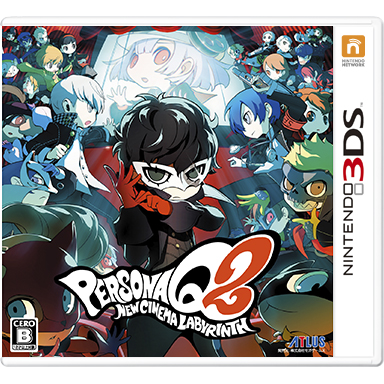 NINTENDO
NETWORK
NINTENDO 3DS
PERSONA Q2
NEW CINEMA LABYRINTH
CERO
B
ATLUS